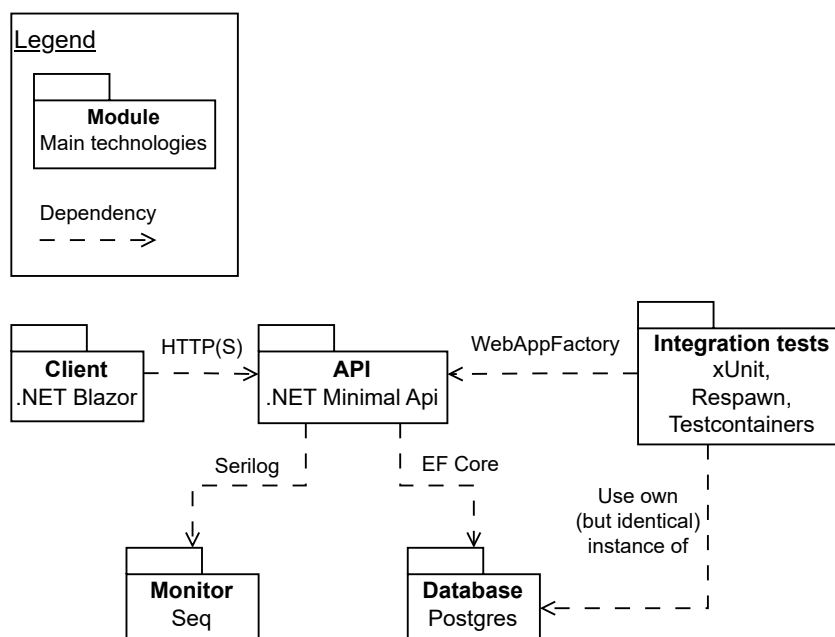 Legend
Module
Main technologies
Dependency
Client
.NET Blazor
HTTP(S)
API
.NET Minimal Api
WebAppFactory
Integration tests
xUnit,
Respawn,
Testcontainers
Serilog
EF Core
Use own
(but identical)
instance of
Monitor
Seq
Database
Postgres